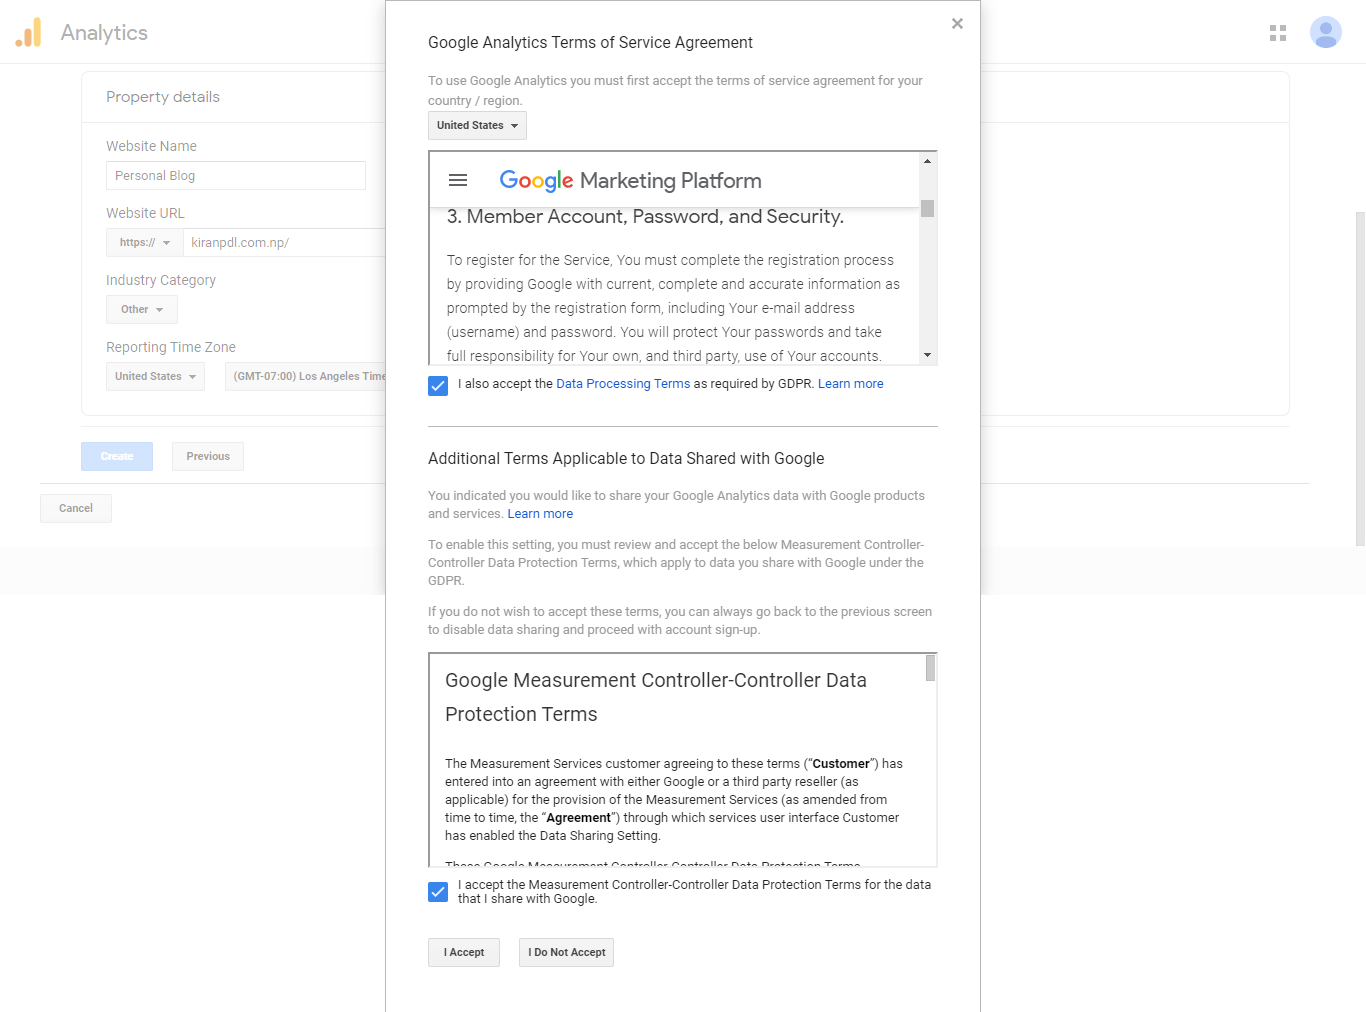 Analytics
Property details
Website Name
Personal Blog
Website URL
https://
kiranpdl.com.np/
Industry Category
Other
Reporting Time Zone
United States
(GMT-07:00) Los Angeles Time
Create
Previous
Cancel
Google Analytics Terms of Service Agreement
To use Google Analytics you must first accept the terms of service agreement for your
country / region.
United States
Google Marketing Platform
3. Member Account, Password, and Security.
To register for the Service, You must complete the registration process
by providing Google with current, complete and accurate information as
prompted by the registration form, including Your e-mail address
(username) and password. You will protect Your passwords and take
full responsibility for Your own, and third party, use of Your accounts.
I also accept the Data Processing Terms as required by GDPR. Learn more
Additional Terms Applicable to Data Shared with Google
You indicated you would like to share your Google Analytics data with Google products
and services. Learn more
To enable this setting, you must review and accept the below Measurement Controller-
Controller Data Protection Terms, which apply to data you share with Google under the
GDPR.
If you do not wish to accept these terms, you can always go back to the previous screen
to disable data sharing and proceed with account sign-up.
Google Measurement Controller-Controller Data
Protection Terms
The Measurement Services customer agreeing to these terms (“Customer”) has
entered into an agreement with either Google or a third party reseller (as
applicable) for the provision of the Measurement Services (as amended from
time to time, the “Agreement”) through which services user interface Customer
has enabled the Data Sharing Setting.
These Google Measurement Controller-Controller Data Protection Terms
I accept the Measurement Controller-Controller Data Protection Terms for the data
that I share with Google.
I Accept
I Do Not Accept